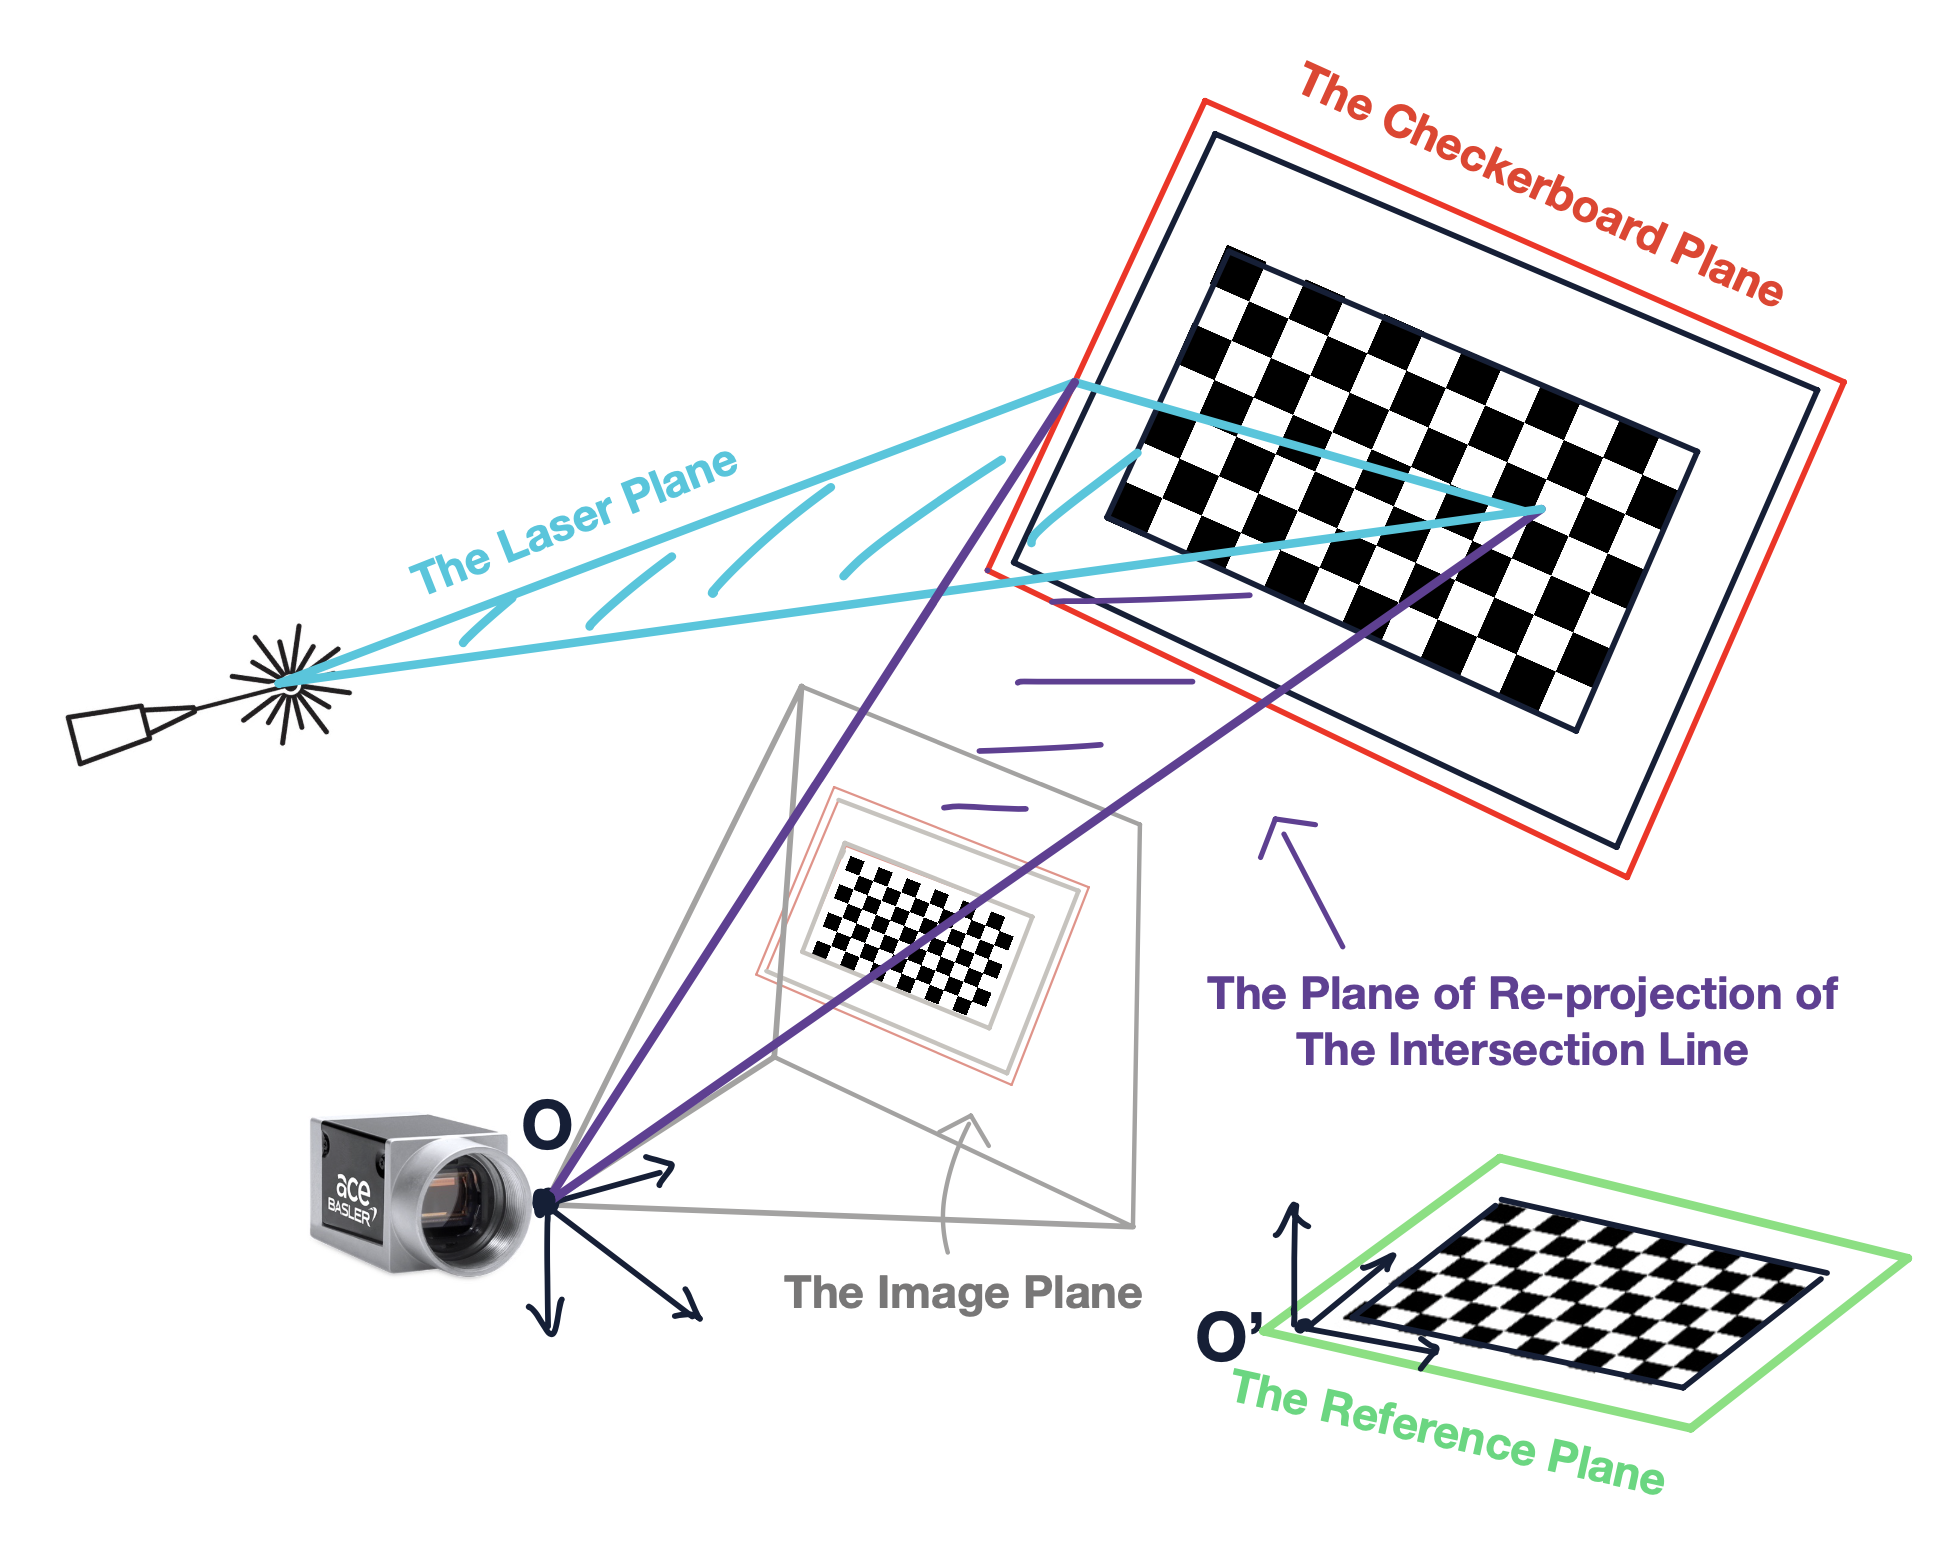 The Checkerboard Plane
The Laser Plane
The Plane of Re-projection of
The Intersection Line
O
ace
BASLER
The Image Plane
O’
The Reference Plane